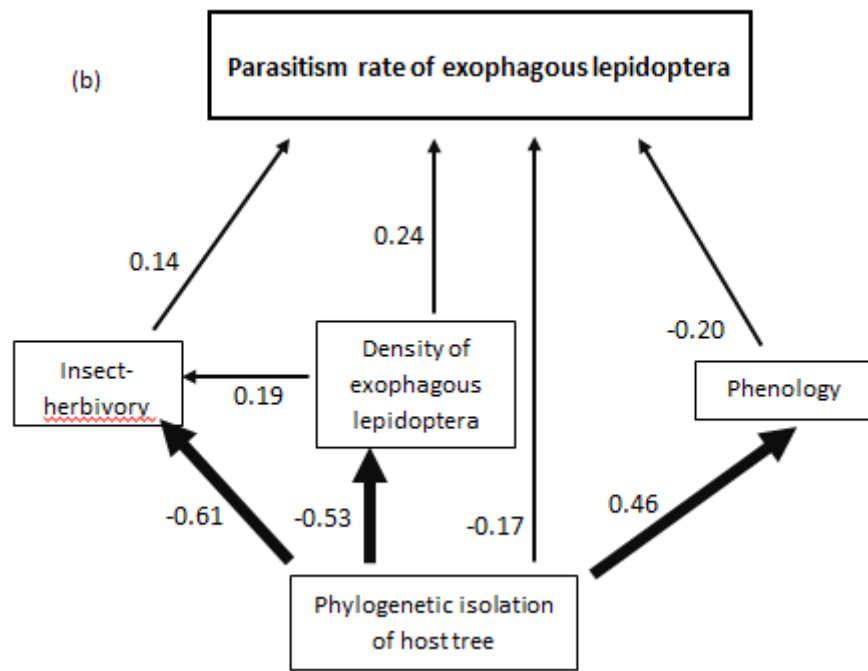 Parasitism rate of exophagous lepidoptera
(b)
0.24
0.14
-0.20
Density of
exophagous
lepidoptera
Insect-
herbivory
0.19
Phenology
-0.61
-0.53
-0.17
0.46
Phylogenetic isolation
of host tree